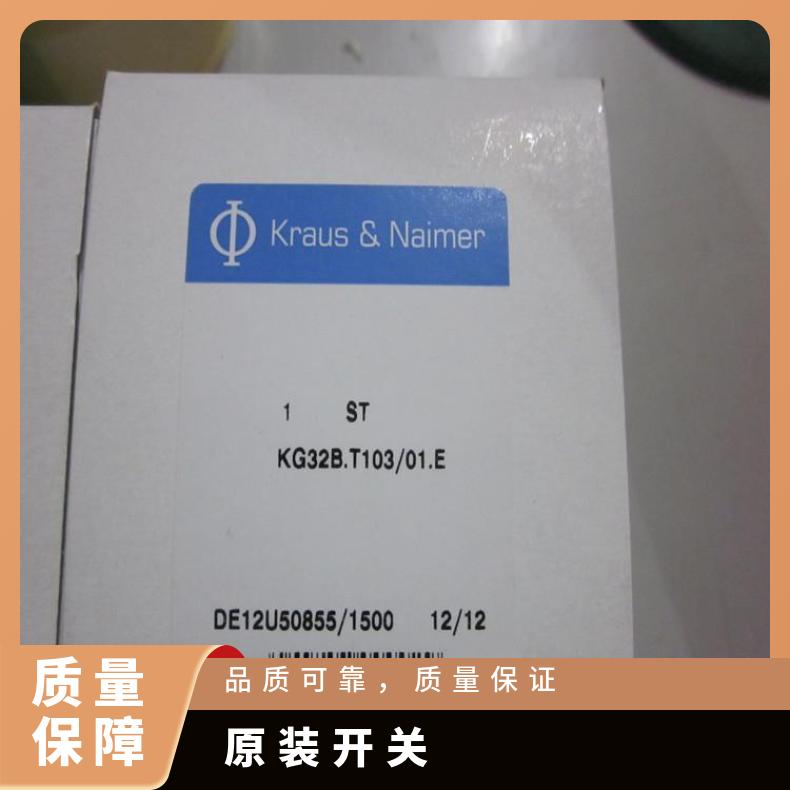 Kraus & Naimer
1 ST
KG32B.T103/01.E
DE12U50855/1500 12/12
质量
保障
品质可靠，质量保证
原装开关